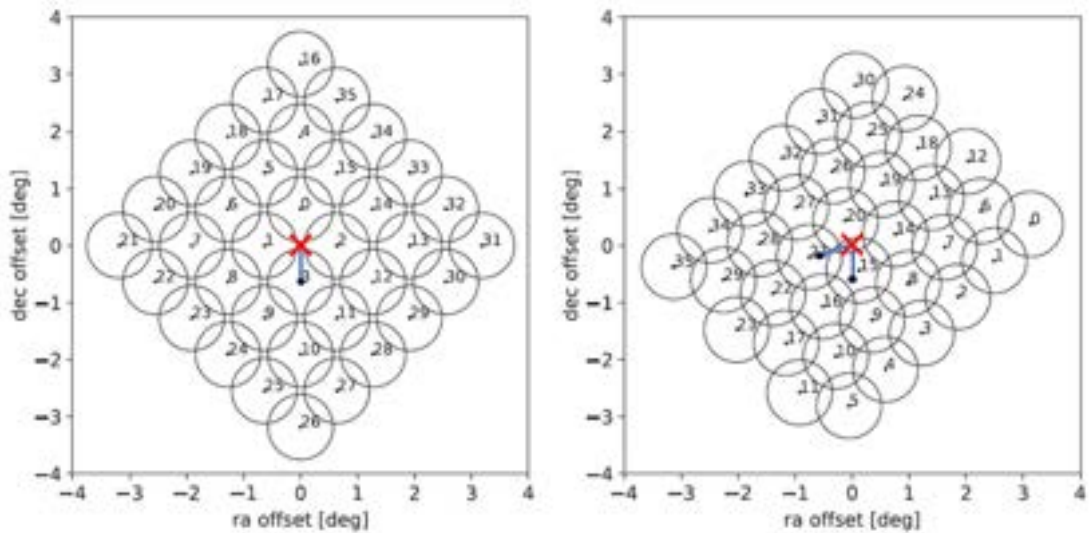 4
3
2
1
0
−1
−2
−3
−4
dec offset [deg]
16
17 35
18 4 34
19 5 15 33
20 6 0 14 32
21 7 1 2 13 31
22 8 12 30
23 9 11 29
24 10 28
25 27
26
−4 −3 −2 −1 0 1 2 3 4
ra offset [deg]
4
3
2
1
0
−1
−2
−3
−4
dec offset [deg]
30 24
31 25 18 12
32 26 19 13 6 0
33 27 20 14 7 1
34 28 15 8 2
35 29 22 16 9 3
23 17 10 4
11 5
−4 −3 −2 −1 0 1 2 3 4
ra offset [deg]